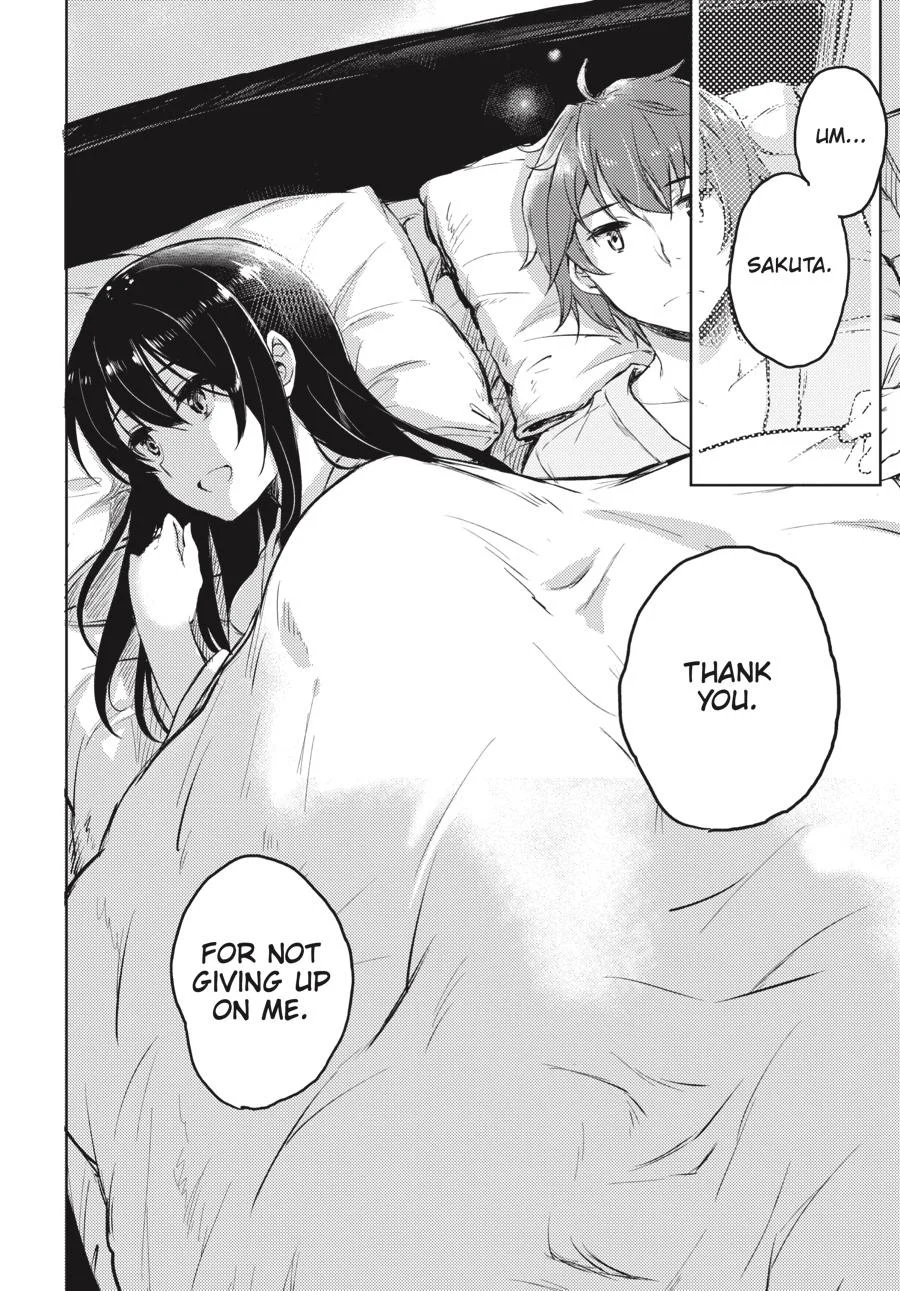 UM...
SAKUTA.
THANK
YOU.
FOR NOT
GIVING UP
ON ME.